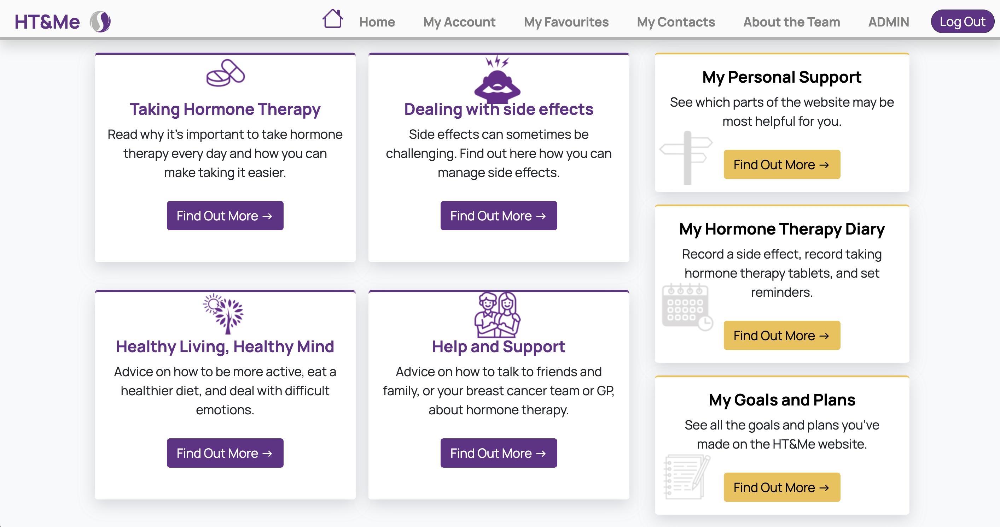 HT&Me
Home
My Account
My Favourites
My Contacts
About the Team
ADMIN
Log Out
Taking Hormone Therapy
Read why it's important to take hormone
therapy every day and how you can
make taking it easier.
Find Out More →
Dealing with side effects
Side effects can sometimes be
challenging. Find out here how you can
manage side effects.
Find Out More →
Healthy Living, Healthy Mind
Advice on how to be more active, eat a
healthier diet, and deal with difficult
emotions.
Find Out More →
Help and Support
Advice on how to talk to friends and
family, or your breast cancer team or GP,
about hormone therapy.
Find Out More →
My Personal Support
See which parts of the website may be
most helpful for you.
Find Out More →
My Hormone Therapy Diary
Record a side effect, record taking
hormone therapy tablets, and set
reminders.
Find Out More →
My Goals and Plans
See all the goals and plans you've
made on the HT&Me website.
Find Out More →